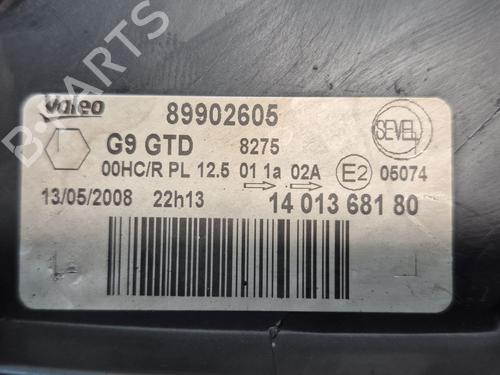 Valeo
89902605
SEVEL
G9 GTD 8275
00HC/R PL 12.5 01 1a 02A E2 05074
13/05/2008 22h13 14 013 681 80
B-PARTS